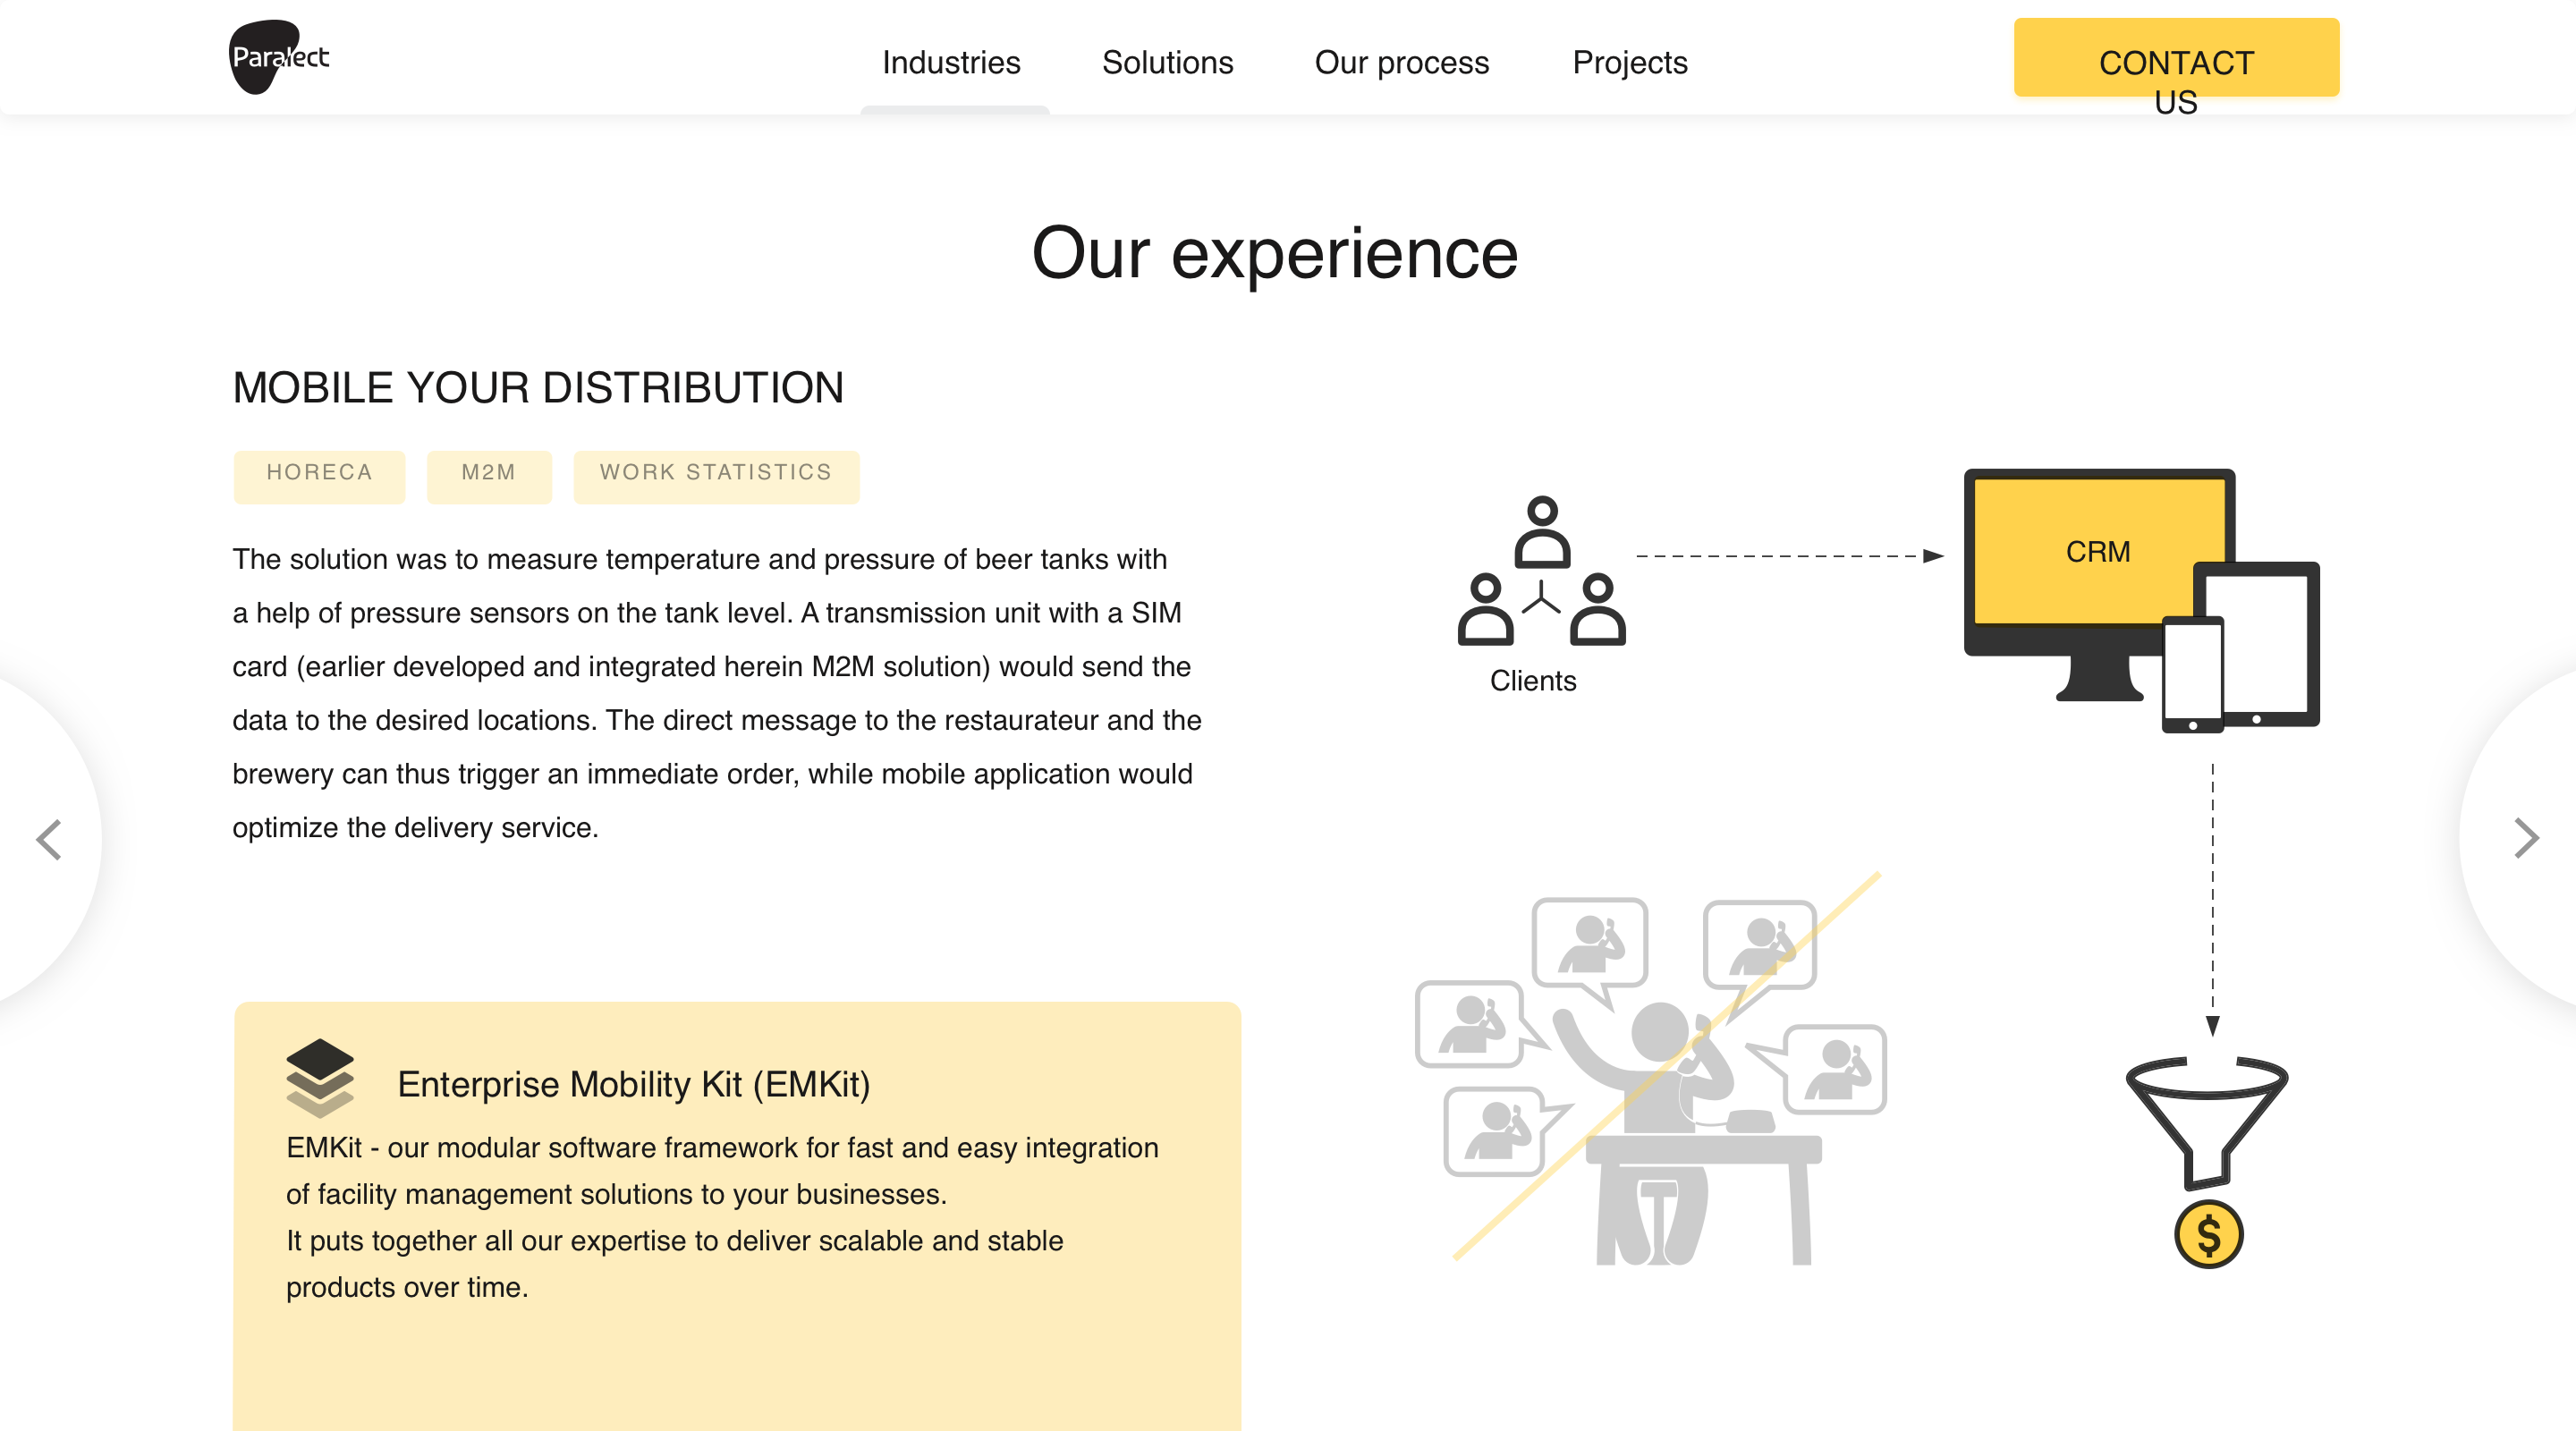 Paralect
Industries
Solutions
Our process
Projects
CONTACT
US
Our experience
MOBILE YOUR DISTRIBUTION
HORECA
M2M
WORK STATISTICS
The solution was to measure temperature and pressure of beer tanks with
a help of pressure sensors on the tank level. A transmission unit with a SIM
card (earlier developed and integrated herein M2M solution) would send the
data to the desired locations. The direct message to the restaurateur and the
brewery can thus trigger an immediate order, while mobile application would
optimize the delivery service.
CRM
Clients
Enterprise Mobility Kit (EMKit)
EMKit - our modular software framework for fast and easy integration
of facility management solutions to your businesses.
It puts together all our expertise to deliver scalable and stable
products over time.
$